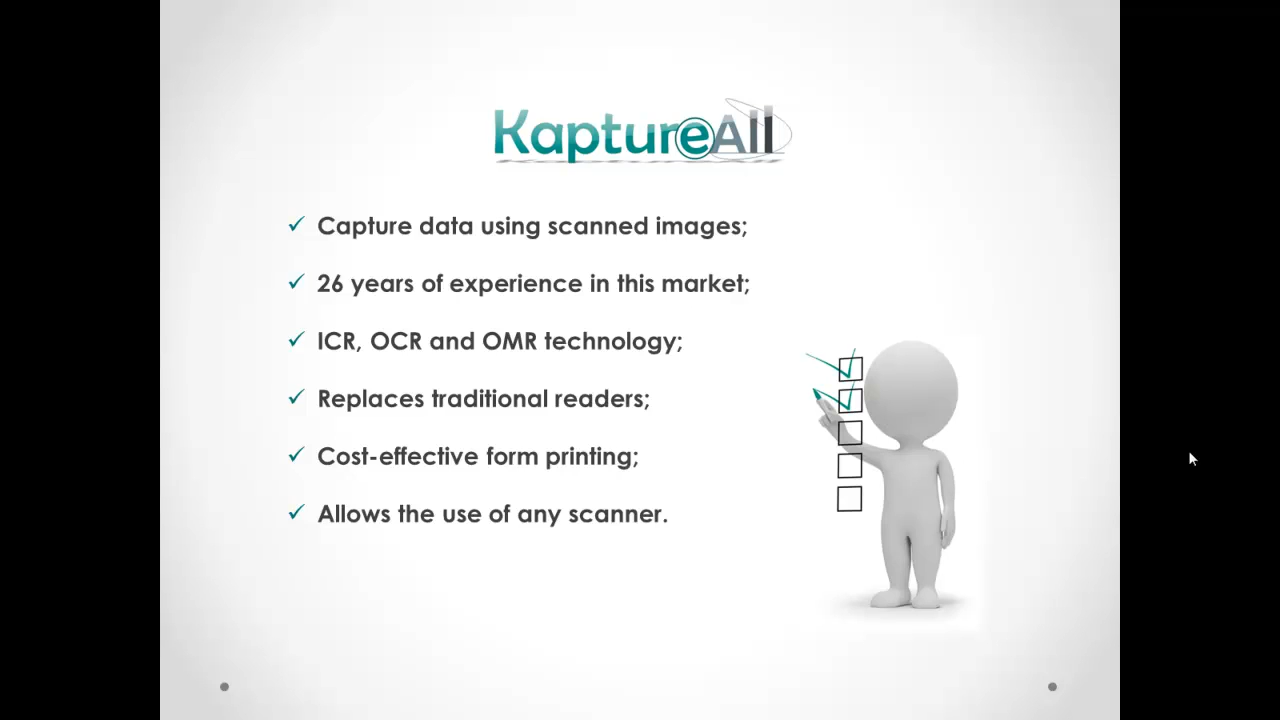 KaptureAll
Capture data using scanned images;
26 years of experience in this market;
ICR, OCR and OMR technology;
Replaces traditional readers;
Cost-effective form printing;
Allows the use of any scanner.